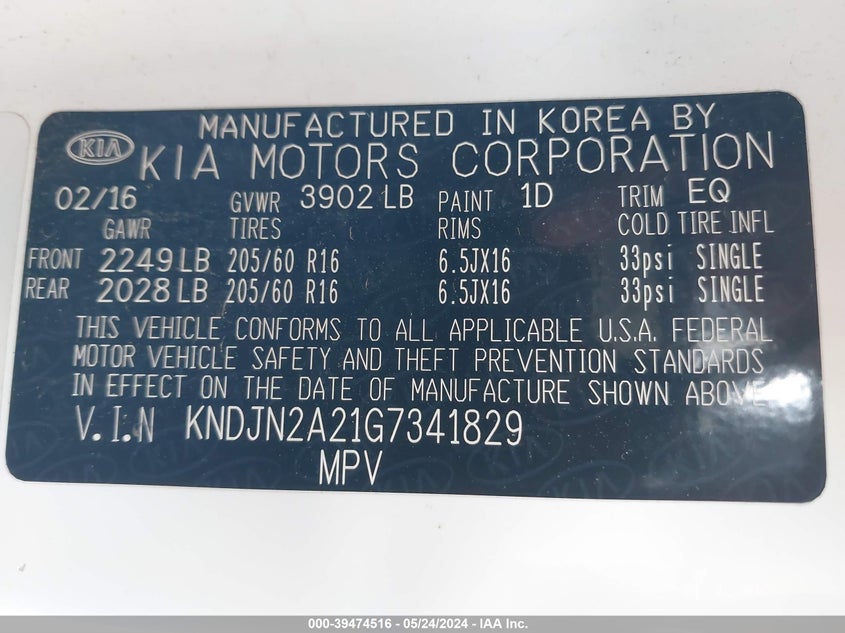 MANUFACTURED IN KOREA BY
KIA KIA MOTORS CORPORATION
02/16 GVWR 3902 LB PAINT 1D TRIM EQ
GAWR TIRES RIMS COLD TIRE INFL
FRONT 2249 LB 205/60 R16 6.5JX16 33psi SINGLE
REAR 2028 LB 205/60 R16 6.5JX16 33psi SINGLE
THIS VEHICLE CONFORMS TO ALL APPLICABLE U.S.A. FEDERAL
MOTOR VEHICLE SAFETY AND THEFT PREVENTION STANDARDS
IN EFFECT ON THE DATE OF MANUFACTURE SHOWN ABOVE
V.I.N KNDJN2A21G7341829
MPV
000-39474516 - 05/24/2024 - IAA Inc.